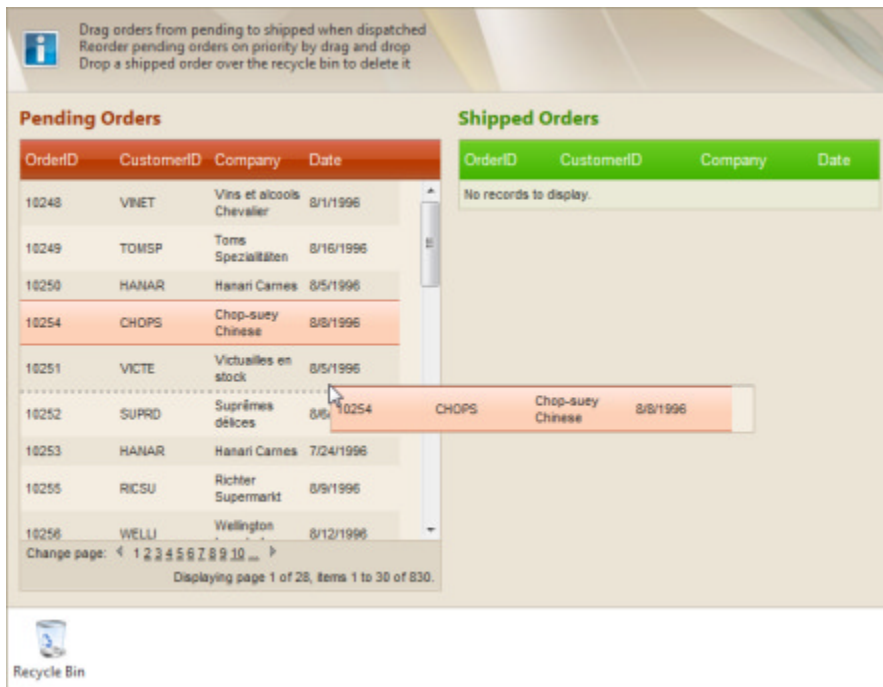 Drag orders from pending to shipped when dispatched
Reorder pending orders on priority by drag and drop
Drop a shipped order over the recycle bin to delete it
Pending Orders
Shipped Orders
OrderID CustomerID Company Date
OrderID CustomerID Company Date
No records to display.
10248 VINET Vins et alcools Chevalier 8/1/1996
10249 TOMSP Toms Spezialitäten 8/16/1996
10250 HANAR Hanari Carnes 8/5/1996
10254 CHOPS Chop-suey Chinese 8/8/1996
10251 VICTE Victuailles en stock 8/5/1996
10254 CHOPS Chop-suey Chinese 8/8/1996
10252 SUPRD Suprêmes délices
10253 HANAR Hanari Carnes 7/24/1996
10255 RICSU Richter Supermarkt 8/9/1996
10256 WELLI Wellington 8/12/1996
Change page: 1 2 3 4 5 6 7 8 9 10 ...
Displaying page 1 of 28, items 1 to 30 of 830.
Recycle Bin